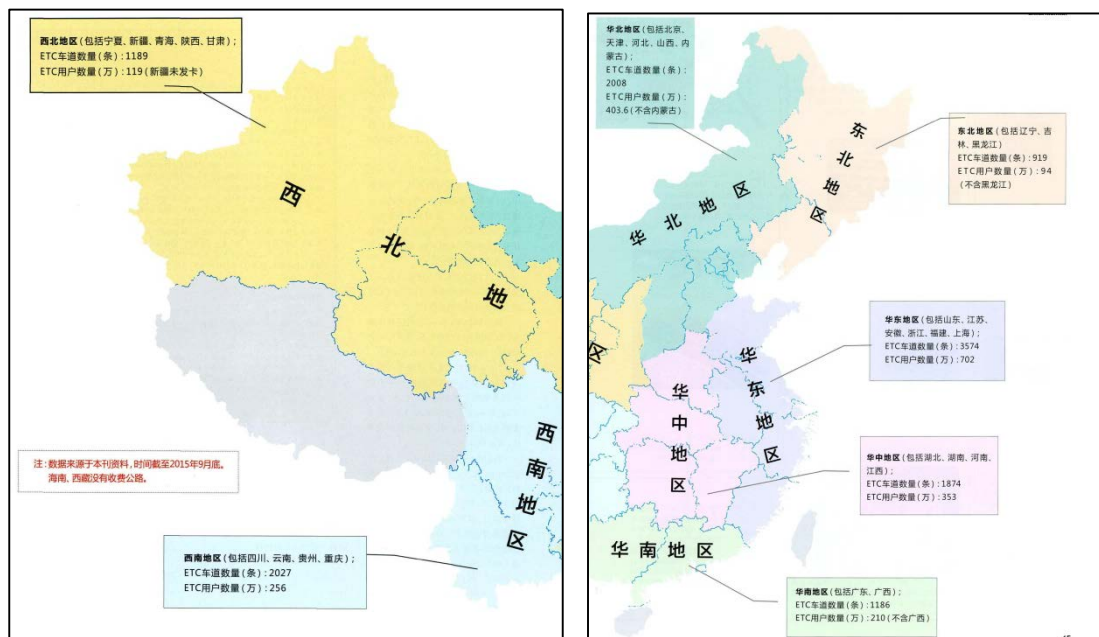 西北地区(包括宁夏、新疆、青海、陕西、甘肃);
ETC车道数量(条):1189
ETC用户数量(万):119(新疆未发卡)
西
北
地
西
南
地
区
注:数据来源于本刊资料,时间截至2015年9月底。
海南、西藏没有收费公路。
西南地区(包括四川、云南、贵州、重庆);
ETC车道数量(条):2027
ETC用户数量(万):256
华北地区(包括北京、
天津、河北、山西、内
蒙古);
ETC车道数量(条):
2008
ETC用户数量(万):
403.6(不含内蒙古)
东
北
地
区
东北地区(包括辽宁、吉
林、黑龙江)
ETC车道数量(条):919
ETC用户数量(万):94
(不含黑龙江)
华北地区
区
华东地区(包括山东、江苏、
安徽、浙江、福建、上海);
ETC车道数量(条):3574
ETC用户数量(万):702
华
东
地
区
华
中
地
区
华中地区(包括湖北、湖南、河南、
江西);
ETC车道数量(条):1874
ETC用户数量(万):353
华南地区
华南地区(包括广东、广西);
ETC车道数量(条):1186
ETC用户数量(万):210(不含广西)